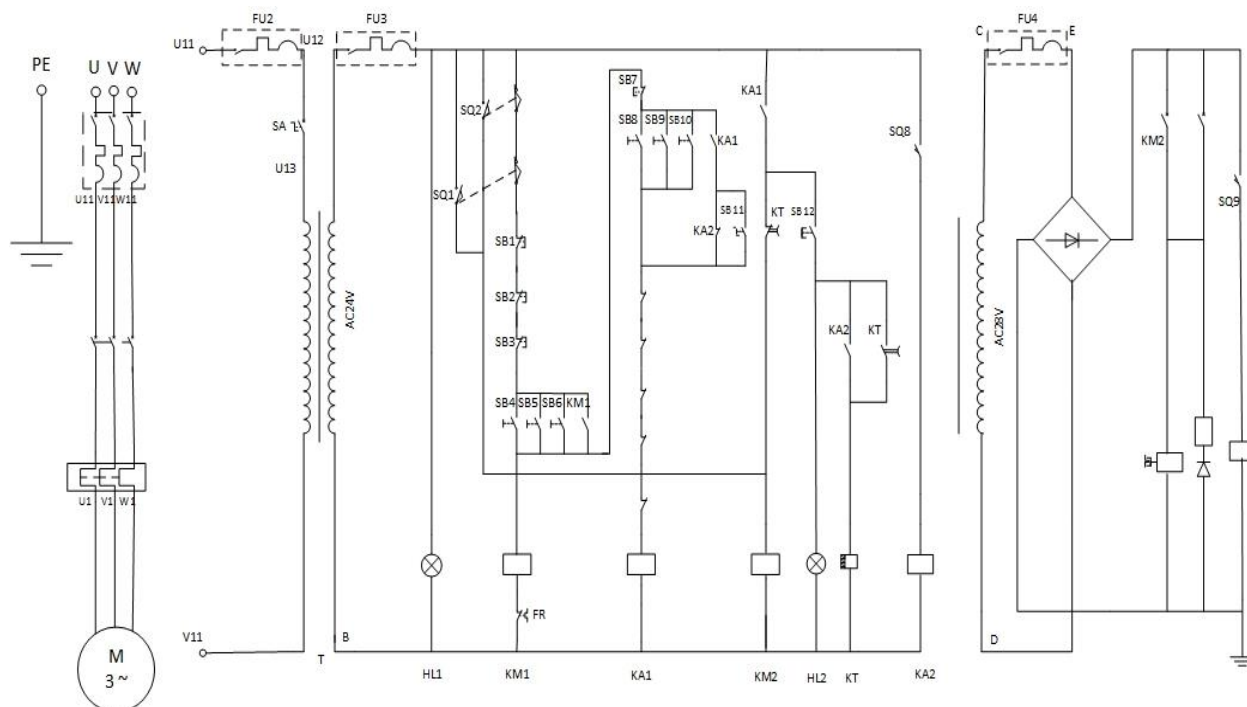 FU2
FU3
FU4
U11
U12
C
E
PE
U V W
SB7
KA1
SQ2
SB8
SB9
SB10
KA1
SA
SQ8
KM2
U13
SQ1
U11
V11
W11
SB11
KT
SB12
SQ9
SB1
KA2
SB2
AC24V
AC28V
SB3
KA2
KT
SB4
SB5
SB6
KM1
U1
V1
W1
FR
V11
B
D
M
3 ~
T
HL1
KM1
KA1
KM2
HL2
KT
KA2